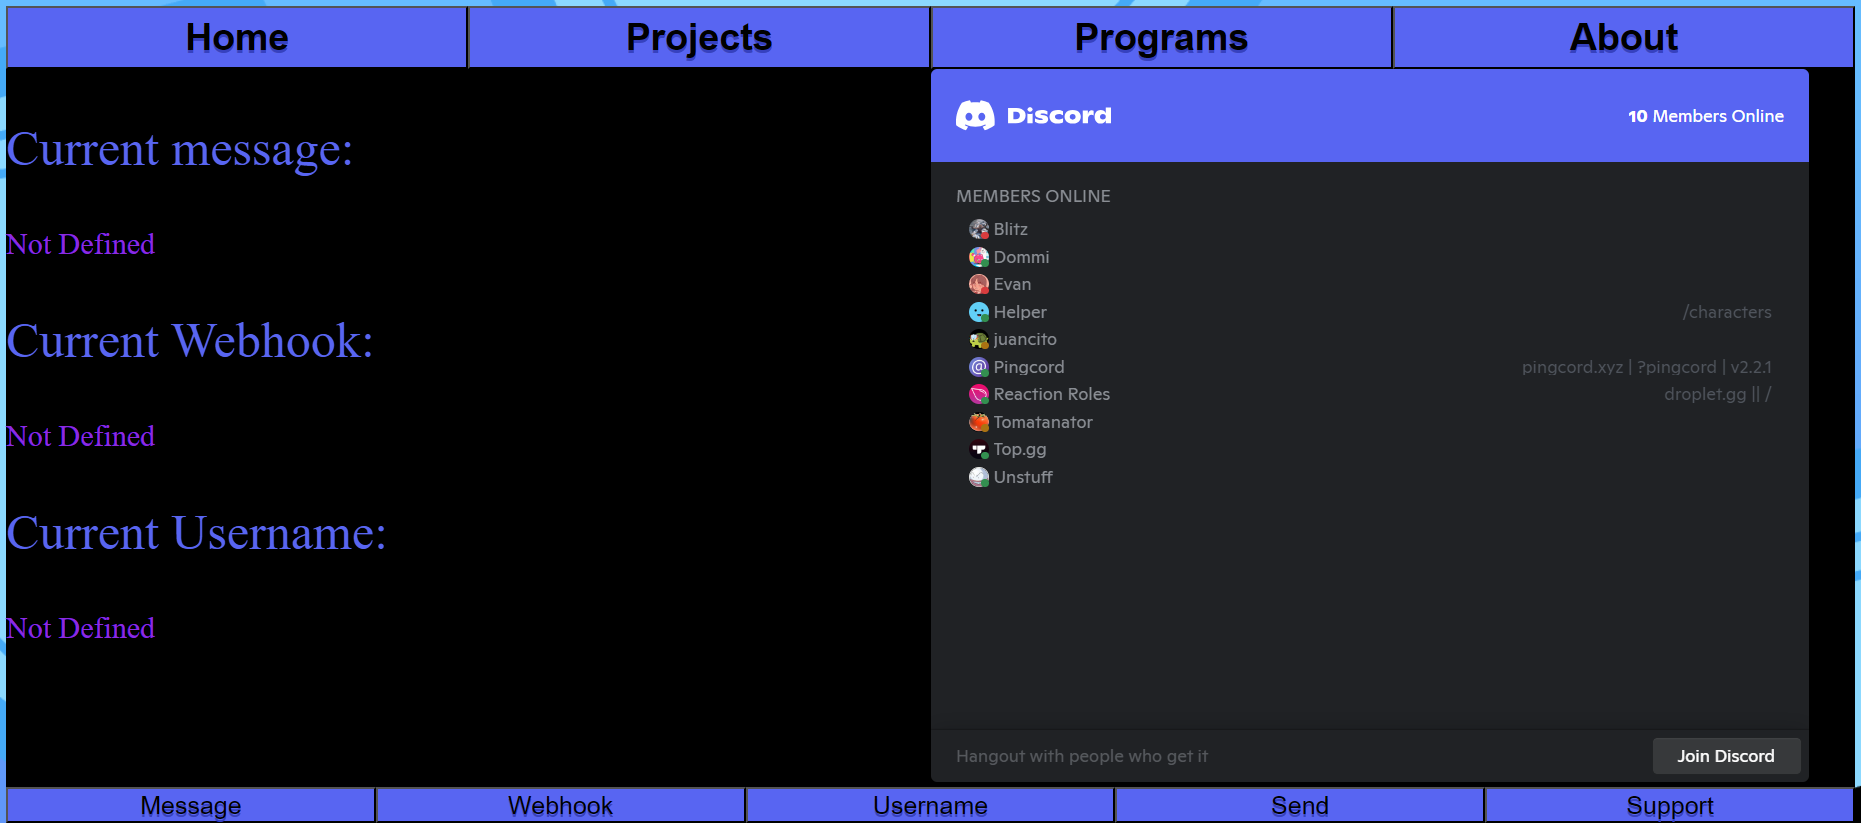 Home Projects Programs About
Current message:
Not Defined
Current Webhook:
Not Defined
Current Username:
Not Defined
Discord 10 Members Online
MEMBERS ONLINE
Blitz
Dommi
Evan
Helper /characters
juancito
@ Pingcord pingcord.xyz | ?pingcord | v2.2.1
Reaction Roles droplet.gg || /
Tomatanator
Top.gg
Unstuff
Hangout with people who get it Join Discord
Message Webhook Username Send Support